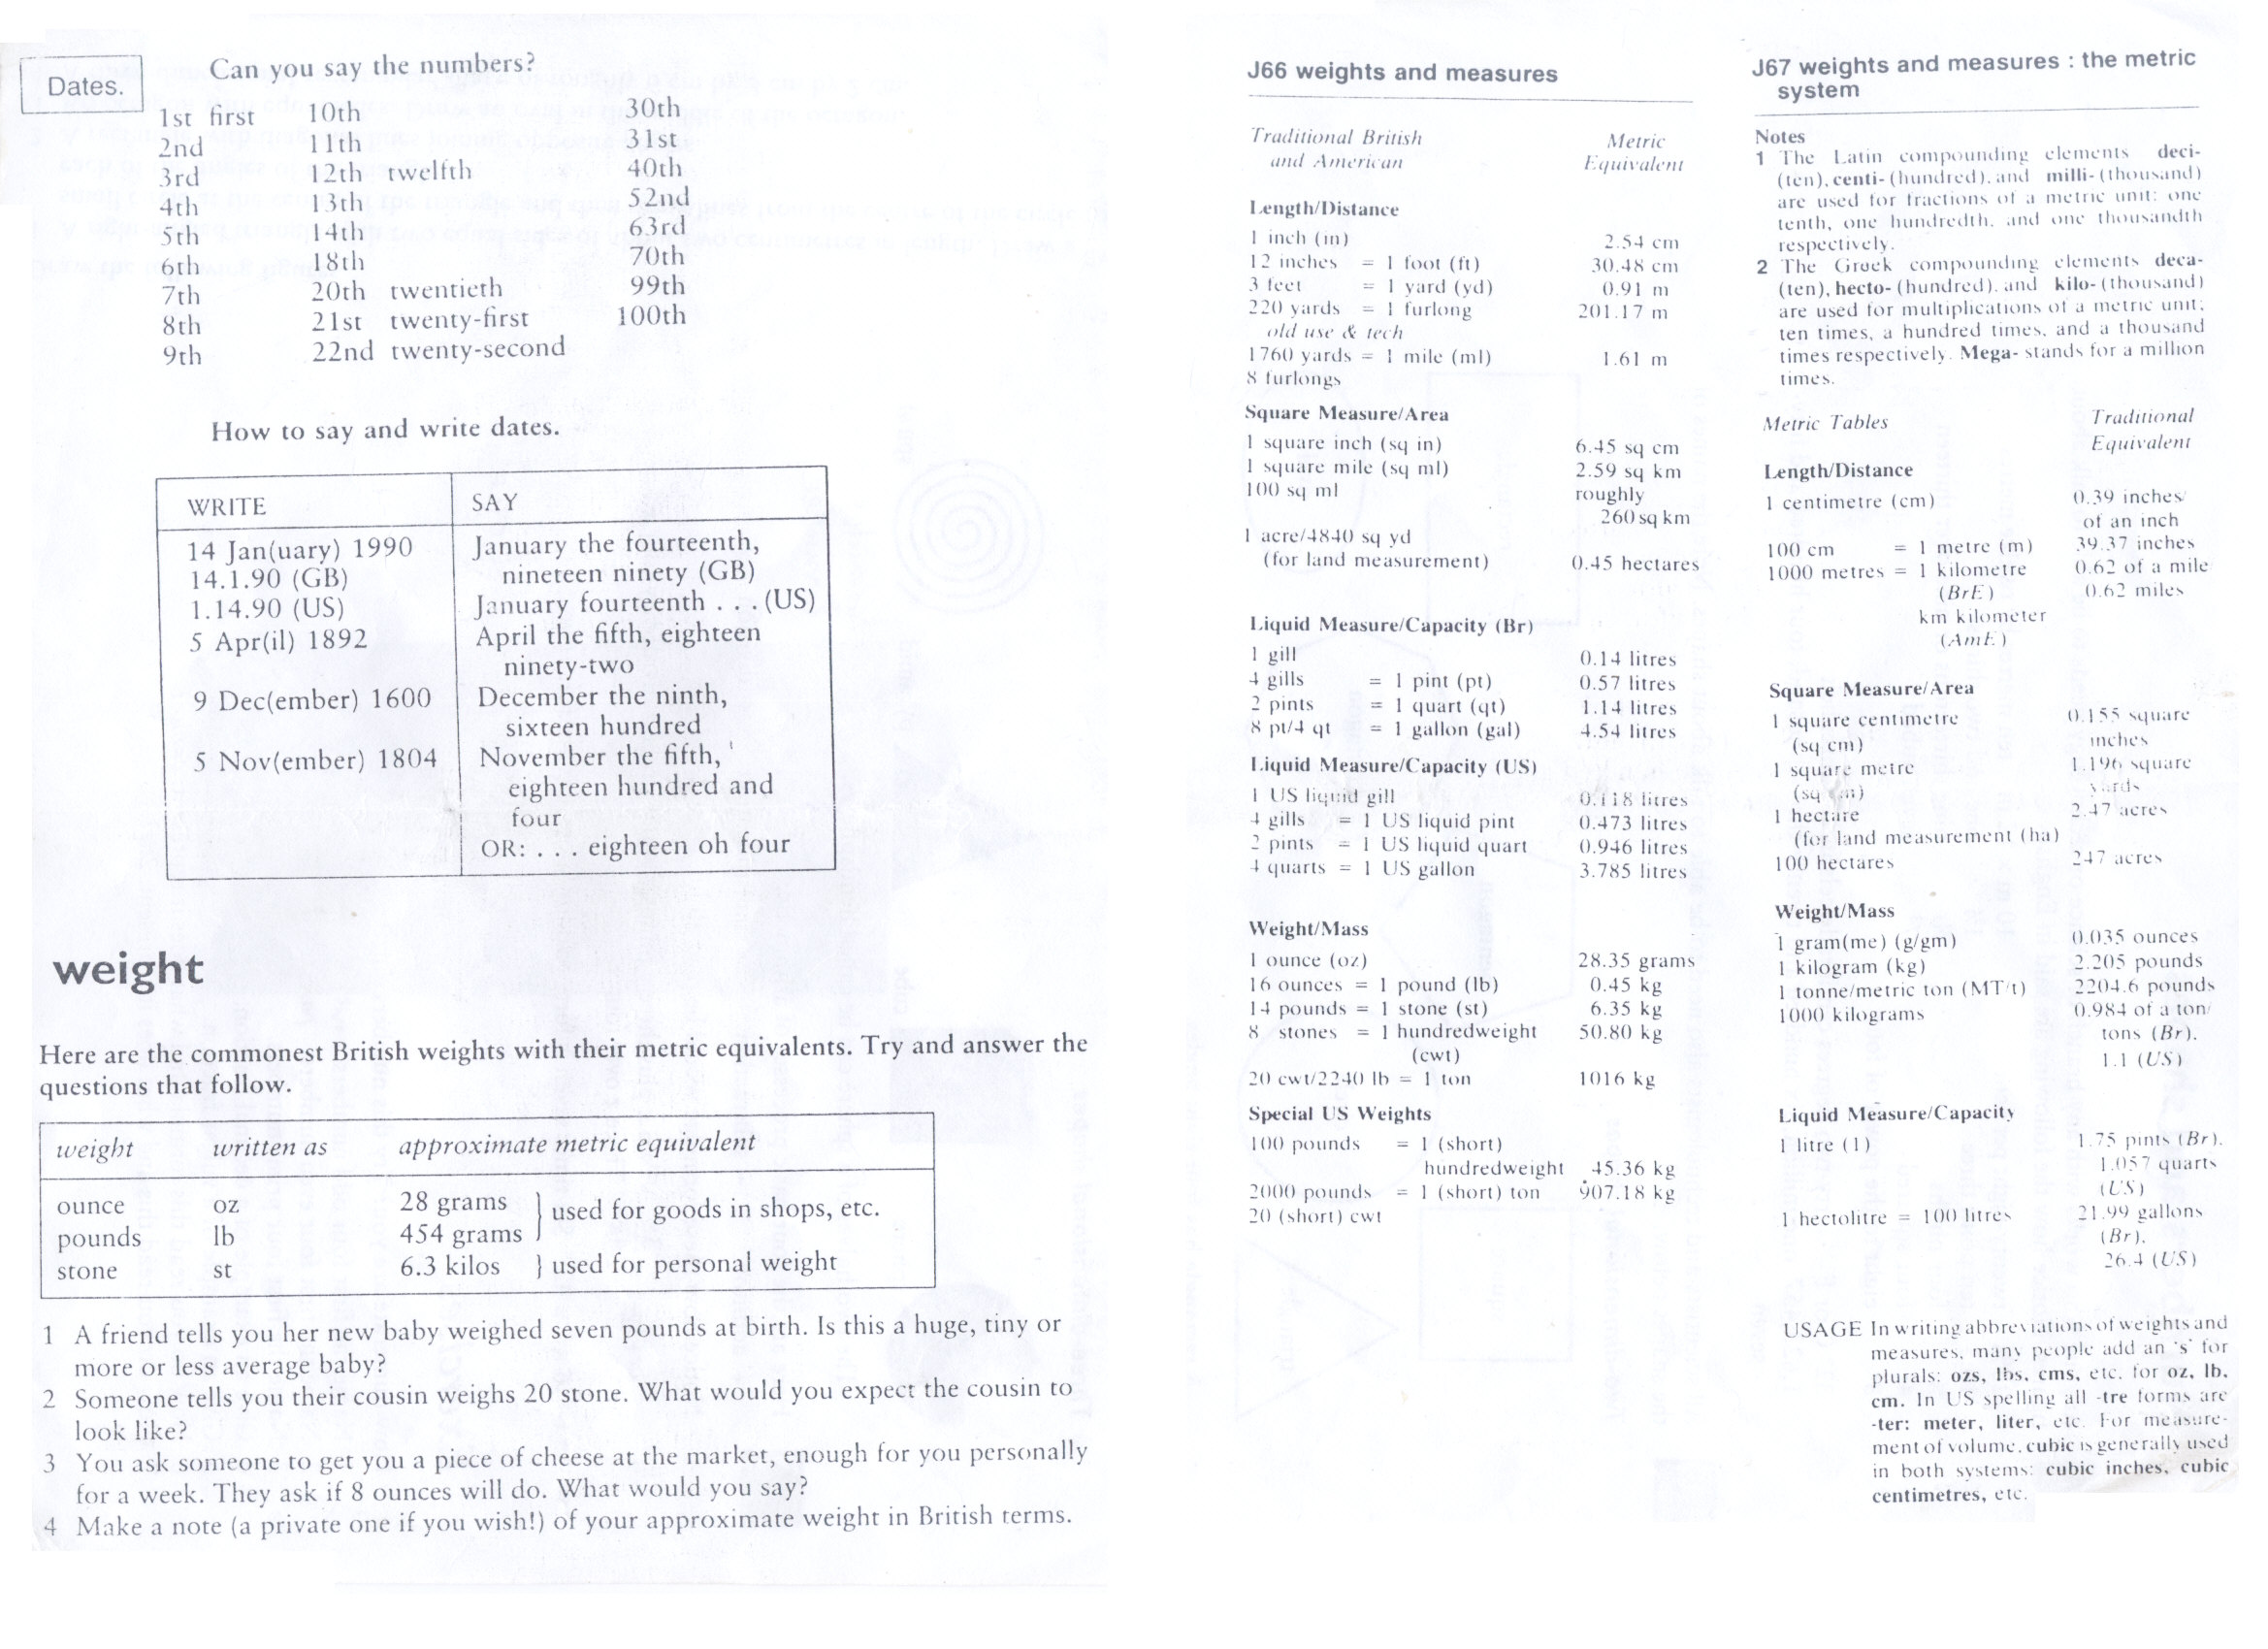 Dates.
Can you say the numbers?
1st first 10th 30th
2nd 11th 31st
3rd 12th twelfth 40th
4th 13th 52nd
5th 14th 63rd
6th 18th 70th
7th 20th twentieth 99th
8th 21st twenty-first 100th
9th 22nd twenty-second
How to say and write dates.
WRITE SAY
14 Jan(uary) 1990 January the fourteenth,
14.1.90 (GB) nineteen ninety (GB)
1.14.90 (US) January fourteenth . . . (US)
5 Apr(il) 1892 April the fifth, eighteen
ninety-two
9 Dec(ember) 1600 December the ninth,
sixteen hundred
5 Nov(ember) 1804 November the fifth,
eighteen hundred and
four
OR: . . . eighteen oh four
weight
Here are the commonest British weights with their metric equivalents. Try and answer the
questions that follow.
weight written as approximate metric equivalent
ounce oz 28 grams } used for goods in shops, etc.
pounds lb 454 grams
stone st 6.3 kilos } used for personal weight
1 A friend tells you her new baby weighed seven pounds at birth. Is this a huge, tiny or
more or less average baby?
2 Someone tells you their cousin weighs 20 stone. What would you expect the cousin to
look like?
3 You ask someone to get you a piece of cheese at the market, enough for you personally
for a week. They ask if 8 ounces will do. What would you say?
4 Make a note (a private one if you wish!) of your approximate weight in British terms.
J66 weights and measures
Traditional British Metric
and American Equivalent
Length/Distance
1 inch (in) 2.54 cm
12 inches = 1 foot (ft) 30.48 cm
3 feet = 1 yard (yd) 0.91 m
220 yards = 1 furlong 201.17 m
old use & tech
1760 yards = 1 mile (ml) 1.61 m
8 furlongs
Square Measure/Area
1 square inch (sq in) 6.45 sq cm
1 square mile (sq ml) 2.59 sq km
100 sq ml roughly
260 sq km
1 acre/4840 sq yd
(for land measurement) 0.45 hectares
Liquid Measure/Capacity (Br)
1 gill 0.14 litres
4 gills = 1 pint (pt) 0.57 litres
2 pints = 1 quart (qt) 1.14 litres
8 pt/4 qt = 1 gallon (gal) 4.54 litres
Liquid Measure/Capacity (US)
1 US liquid gill 0.118 litres
4 gills = 1 US liquid pint 0.473 litres
2 pints = 1 US liquid quart 0.946 litres
4 quarts = 1 US gallon 3.785 litres
Weight/Mass
1 ounce (oz) 28.35 grams
16 ounces = 1 pound (lb) 0.45 kg
14 pounds = 1 stone (st) 6.35 kg
8 stones = 1 hundredweight 50.80 kg
(cwt)
20 cwt/2240 lb = 1 ton 1016 kg
Special US Weights
100 pounds = 1 (short)
hundredweight 45.36 kg
2000 pounds = 1 (short) ton 907.18 kg
20 (short) cwt
J67 weights and measures : the metric
system
Notes
1 The Latin compounding elements deci-
(ten), centi- (hundred), and milli- (thousand)
are used for fractions of a metric unit: one
tenth, one hundredth, and one thousandth
respectively.
2 The Greek compounding elements deca-
(ten), hecto- (hundred), and kilo- (thousand)
are used for multiplications of a metric unit;
ten times, a hundred times, and a thousand
times respectively. Mega- stands for a million
times.
Metric Tables Traditional
Equivalent
Length/Distance
1 centimetre (cm) 0.39 inches/
of an inch
100 cm = 1 metre (m) 39.37 inches
1000 metres = 1 kilometre 0.62 of a mile
(BrE) 0.62 miles
km kilometer
(AmE)
Square Measure/Area
1 square centimetre 0.155 square
(sq cm) inches
1 square metre 1.196 square
(sq m) yards
1 hectare 2.47 acres
(for land measurement (ha)
100 hectares 247 acres
Weight/Mass
1 gram(me) (g/gm) 0.035 ounces
1 kilogram (kg) 2.205 pounds
1 tonne/metric ton (MT/t) 2204.6 pounds
1000 kilograms 0.984 of a ton/
tons (Br).
1.1 (US)
Liquid Measure/Capacity
1 litre (1) 1.75 pints (Br).
1.057 quarts
(US)
1 hectolitre = 100 litres 21.99 gallons
(Br).
26.4 (US)
USAGE In writing abbreviations of weights and
measures, many people add an 's' for
plurals: ozs, lbs, cms, etc. for oz, lb,
cm. In US spelling all -tre forms are
-ter: meter, liter, etc. For measure-
ment of volume, cubic is generally used
in both systems: cubic inches, cubic
centimetres, etc.